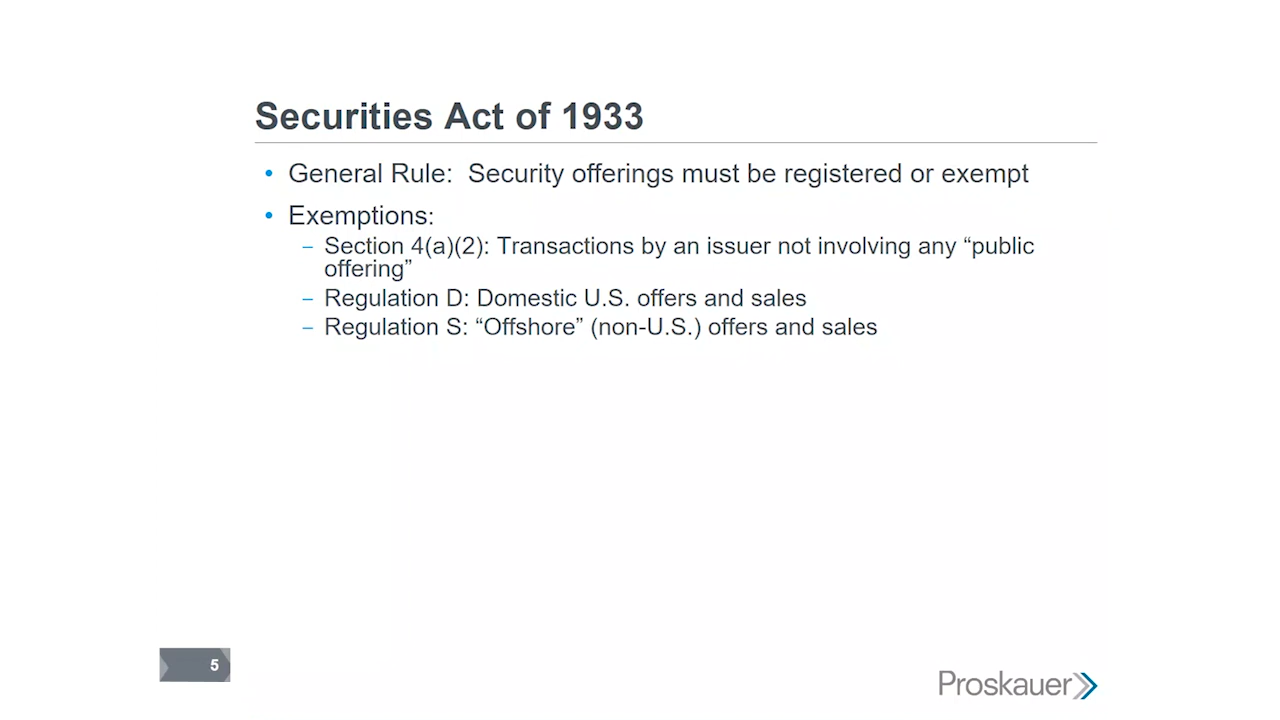 Securities Act of 1933
• General Rule:  Security offerings must be registered or exempt
• Exemptions:
– Section 4(a)(2): Transactions by an issuer not involving any “public
offering”
– Regulation D: Domestic U.S. offers and sales
– Regulation S: “Offshore” (non-U.S.) offers and sales
5
Proskauer